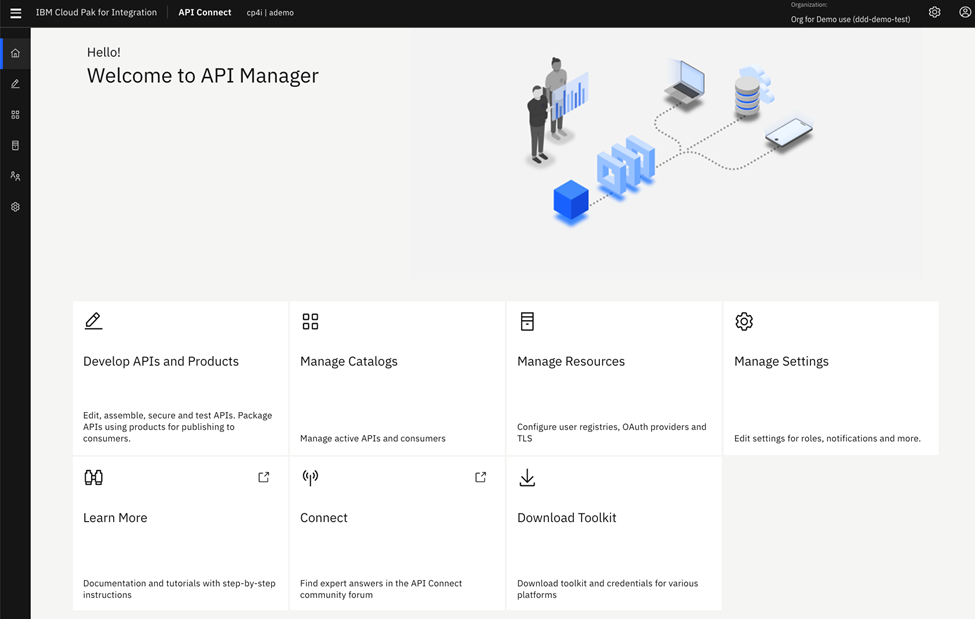 IBM Cloud Pak for Integration API Connect cp4i | ademo
Organization:
Org for Demo use (ddd-demo-test)
Hello!
Welcome to API Manager
Develop APIs and Products
Edit, assemble, secure and test APIs. Package
APIs using products for publishing to
consumers.
Manage Catalogs
Manage active APIs and consumers
Manage Resources
Configure user registries, OAuth providers and
TLS
Manage Settings
Edit settings for roles, notifications and more.
Learn More
Documentation and tutorials with step-by-step
instructions
Connect
Find expert answers in the API Connect
community forum
Download Toolkit
Download toolkit and credentials for various
platforms